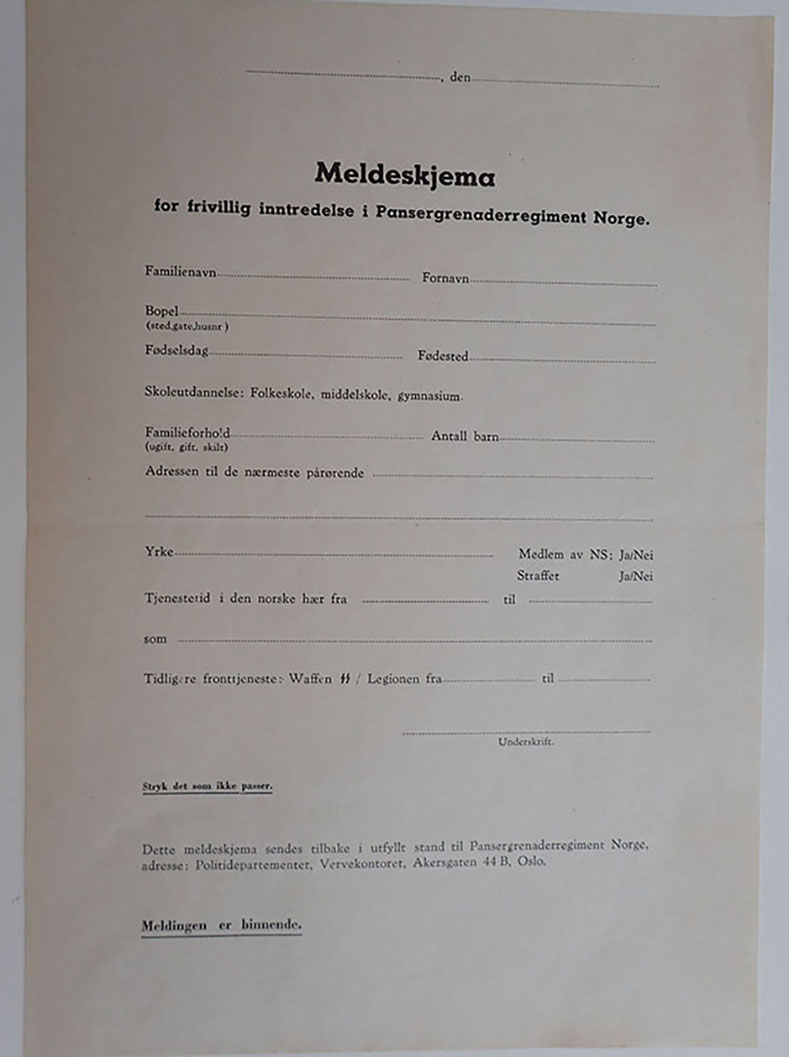 , den
Meldeskjema
for frivillig inntredelse i Pansergrenaderregiment Norge.
Familienavn Fornavn
Bopel
(sted,gate,husnr)
Fødselsdag Fødested
Skoleutdannelse: Folkeskole, middelskole, gymnasium.
Familieforhold Antall barn
(ugift, gift, skilt)
Adressen til de nærmeste pårørende
Yrke Medlem av NS: Ja/Nei
Straffet Ja/Nei
Tjenestetid i den norske hær fra til
som
Tidligere fronttjeneste: Waffen ᛋᛋ / Legionen fra til
Underskrift.
Stryk det som ikke passer.
Dette meldeskjema sendes tilbake i utfyllt stand til Pansergrenaderregiment Norge,
adresse: Politidepartementet, Vervekontoret, Akersgaten 44 B, Oslo.
Meldingen er binnende.